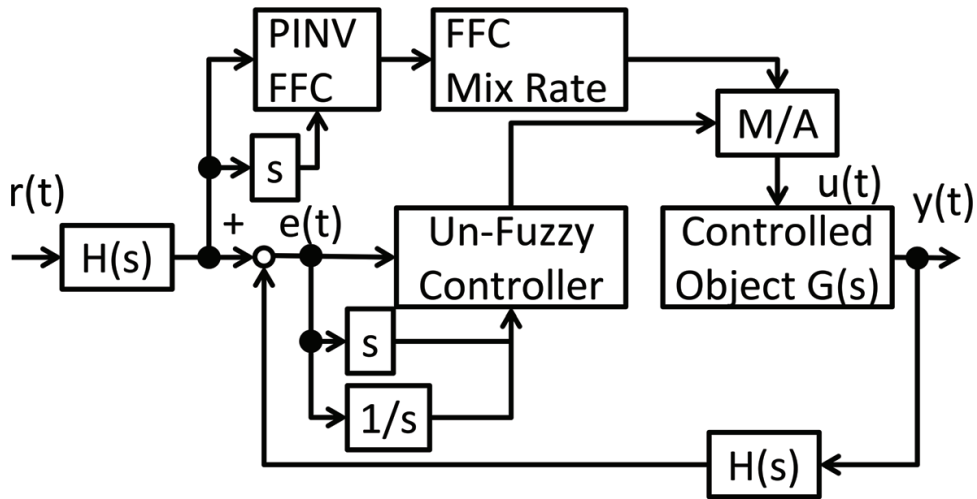 PINV
FFC
FFC
Mix Rate
M/A
s
r(t)
+
e(t)
u(t)
y(t)
H(s)
Un-Fuzzy
Controller
Controlled
Object G(s)
s
1/s
H(s)